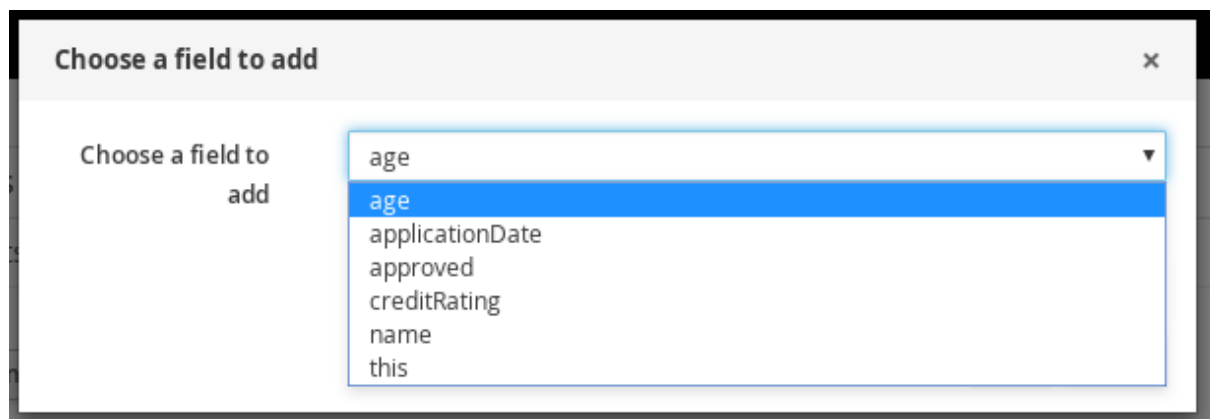 Choose a field to add ×
Choose a field to
add
age
age
applicationDate
approved
creditRating
name
this